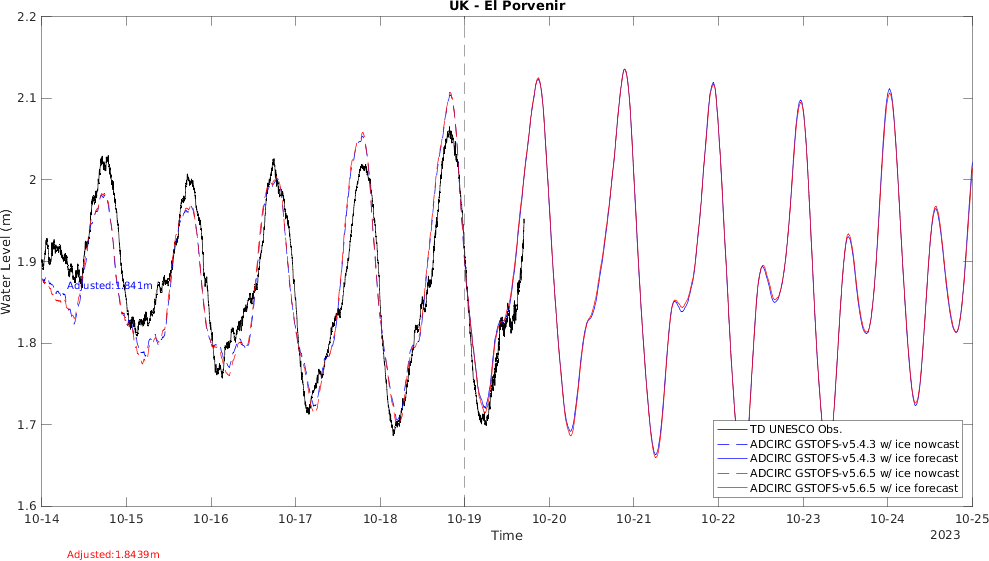 UK - El Porvenir
2.2
2.1
2
1.9
1.8
1.7
1.6
Water Level (m)
Adjusted:1.841m
TD UNESCO Obs.
ADCIRC GSTOFS-v5.4.3 w/ ice nowcast
ADCIRC GSTOFS-v5.4.3 w/ ice forecast
ADCIRC GSTOFS-v5.6.5 w/ ice nowcast
ADCIRC GSTOFS-v5.6.5 w/ ice forecast
10-14 10-15 10-16 10-17 10-18 10-19 10-20 10-21 10-22 10-23 10-24 10-25
Time
2023
Adjusted:1.8439m